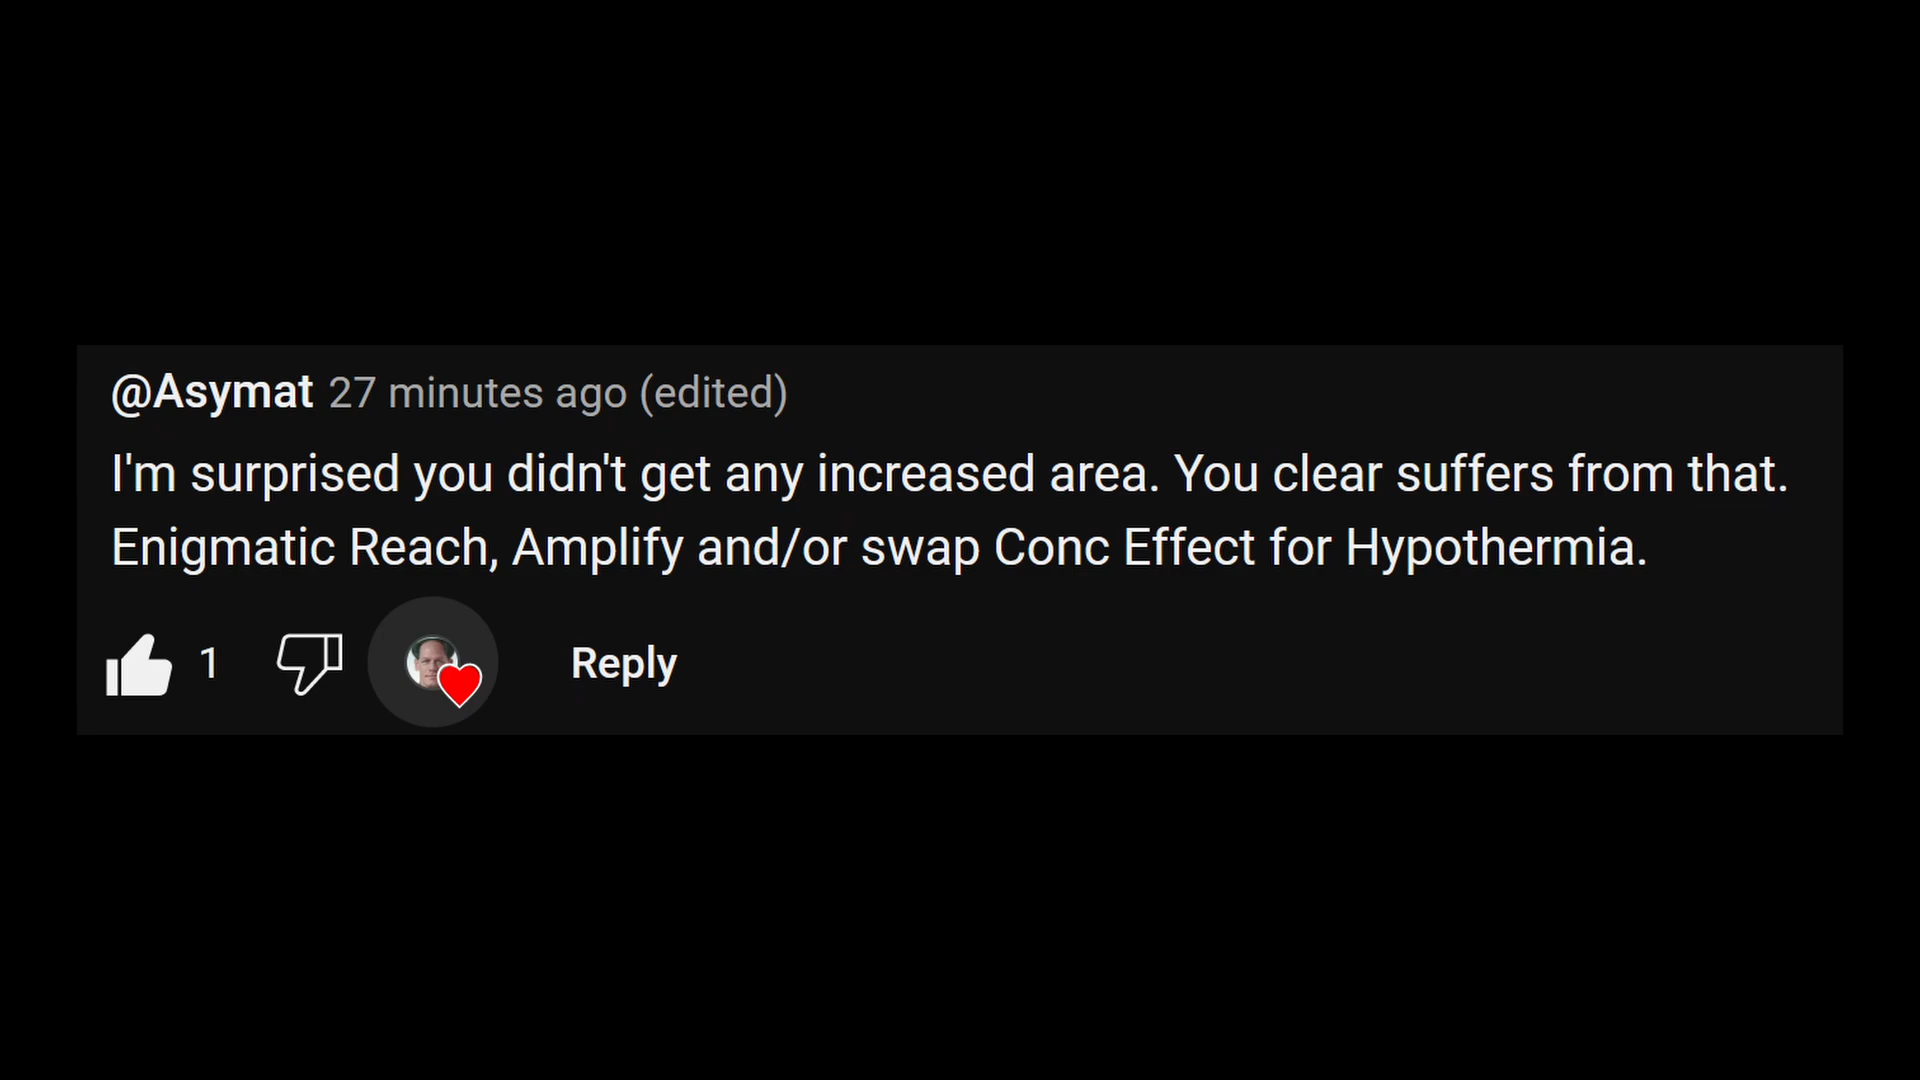 @Asymat 27 minutes ago (edited)
I'm surprised you didn't get any increased area. You clear suffers from that.
Enigmatic Reach, Amplify and/or swap Conc Effect for Hypothermia.
1 Reply